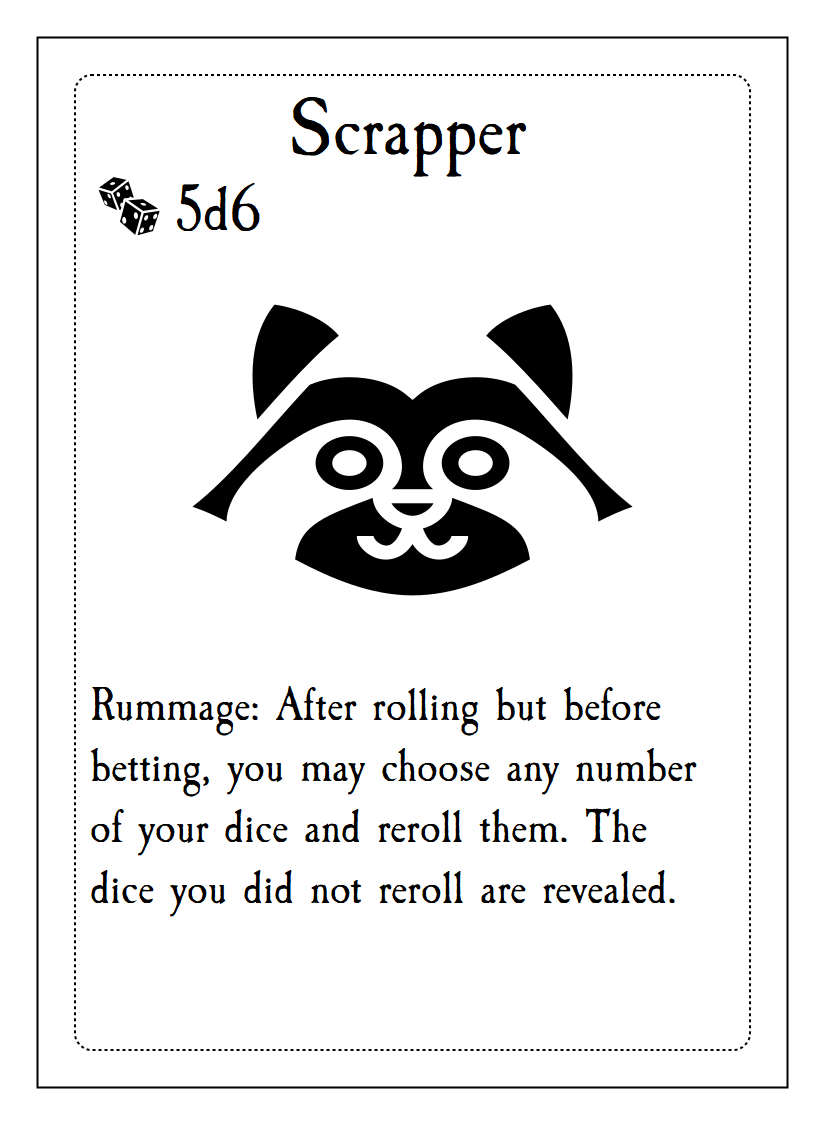 Scrapper
5d6
Rummage: After rolling but before
betting, you may choose any number
of your dice and reroll them. The
dice you did not reroll are revealed.